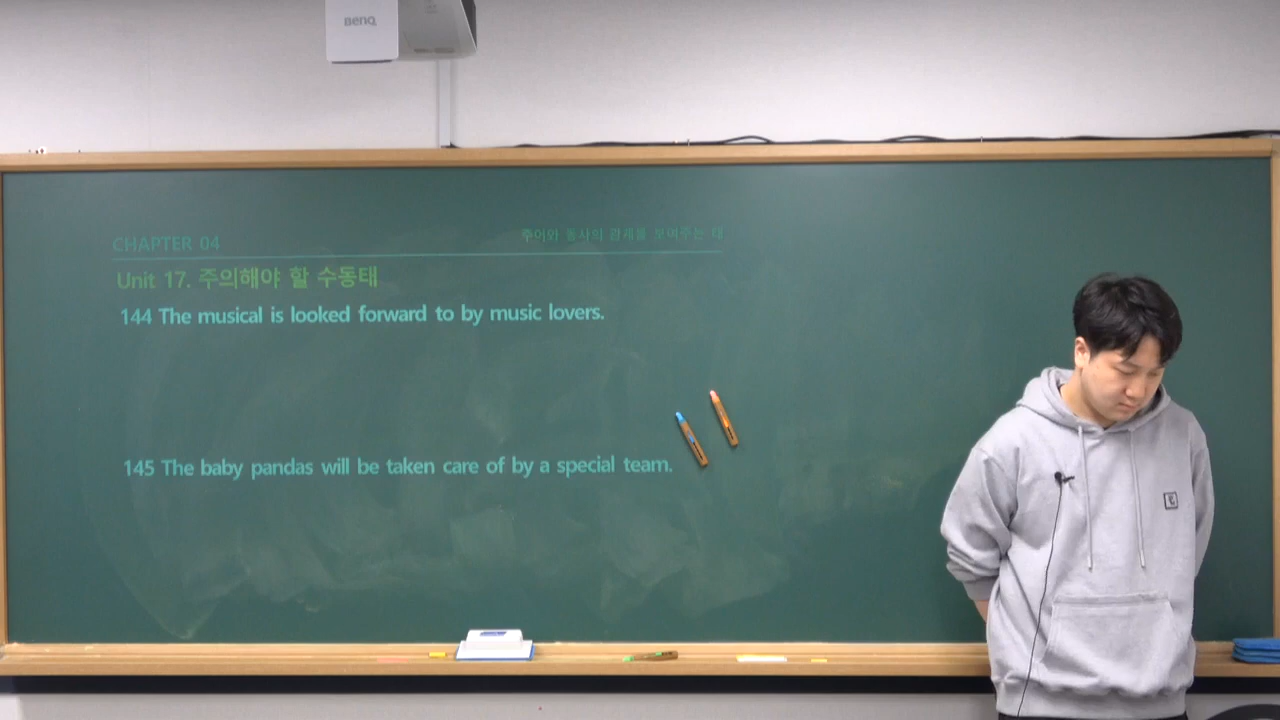 BenQ
CHAPTER 04
주어와 동사의 관계를 보여주는 태
Unit 17. 주의해야 할 수동태
144 The musical is looked forward to by music lovers.
145 The baby pandas will be taken care of by a special team.